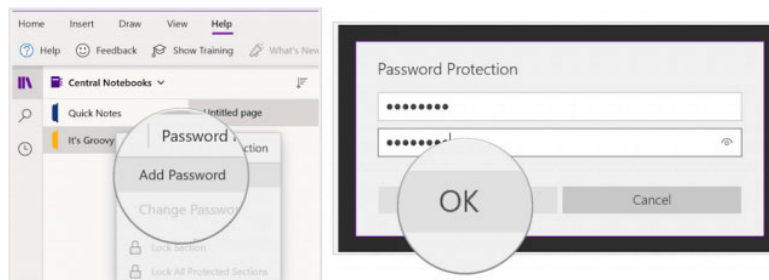 Home Insert Draw View Help
Help Feedback Show Training What's New
Central Notebooks
Quick Notes Untitled page
It's Groovy
Password
ction
Add Password
Change Passwor
Lock Section
Lock All Protected Sections
Password Protection
OK Cancel